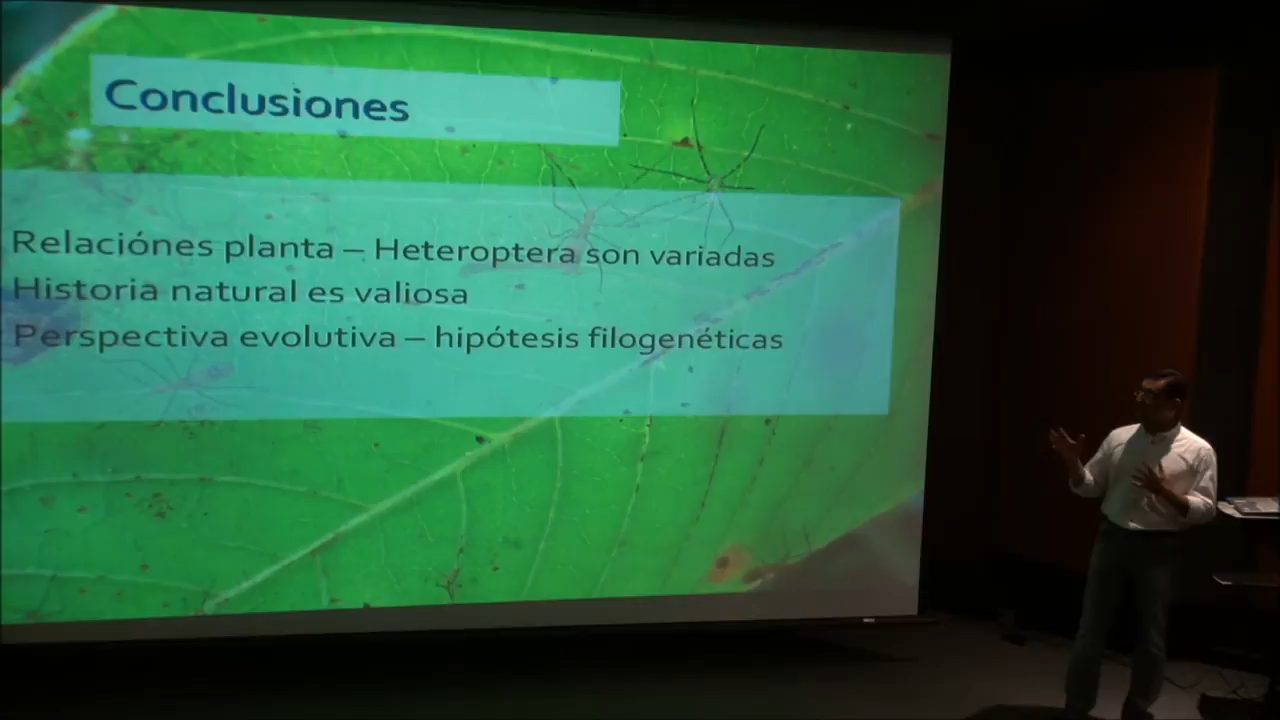 Conclusiones
Relaciónes planta – Heteroptera son variadas
Historia natural es valiosa
Perspectiva evolutiva – hipótesis filogenéticas